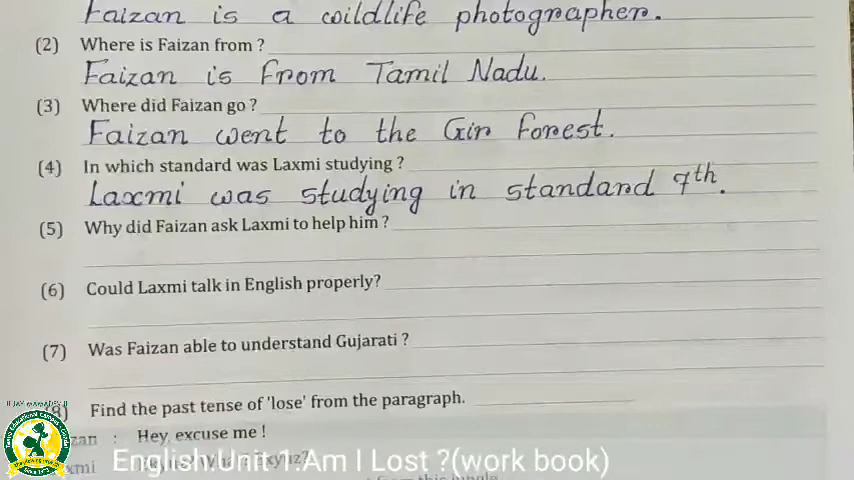 Faizan is a wildlife photographer.
(2) Where is Faizan from ?
Faizan is from Tamil Nadu.
(3) Where did Faizan go ?
Faizan went to the Gir Forest.
(4) In which standard was Laxmi studying ?
Laxmi was studying in standard 7th.
(5) Why did Faizan ask Laxmi to help him ?
(6) Could Laxmi talk in English properly?
(7) Was Faizan able to understand Gujarati ?
8) Find the past tense of 'lose' from the paragraph.
zan : Hey, excuse me !
xmi
English Unit 1.Am I Lost ?(work book)